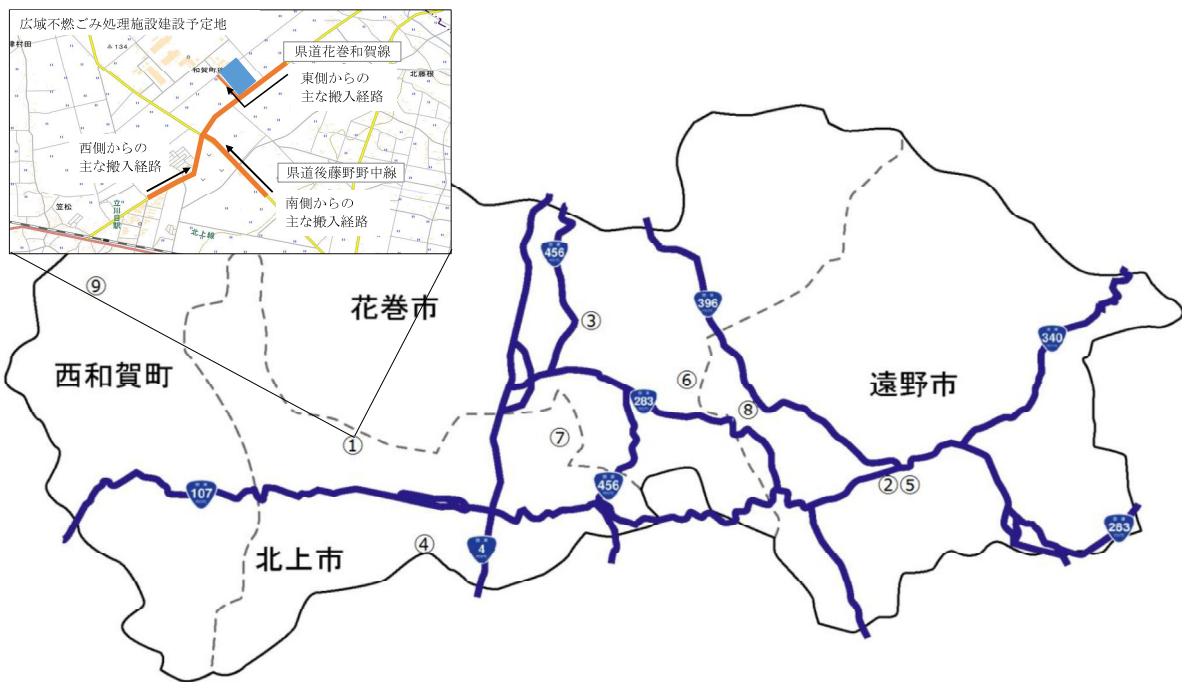 広域不燃ごみ処理施設建設予定地
134
県道花巻和賀線
東側からの
主な搬入経路
北藤根
西側からの
主な搬入経路
県道後藤野野中線
南側からの
主な搬入経路
笠松
立川目駅
北上線
⑨
花巻市
西和賀町
北上市
遠野市
①
③
⑥
⑧
⑦
②⑤
④
456
396
340
283
107
456
4
283